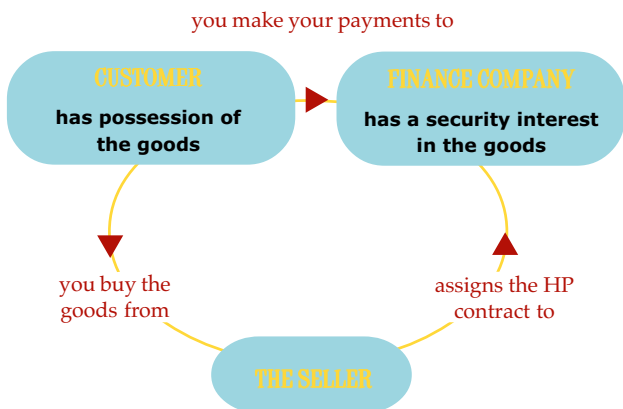 you make your payments to
CUSTOMER
has possession of
the goods
FINANCE COMPANY
has a security interest
in the goods
you buy the
goods from
assigns the HP
contract to
THE SELLER